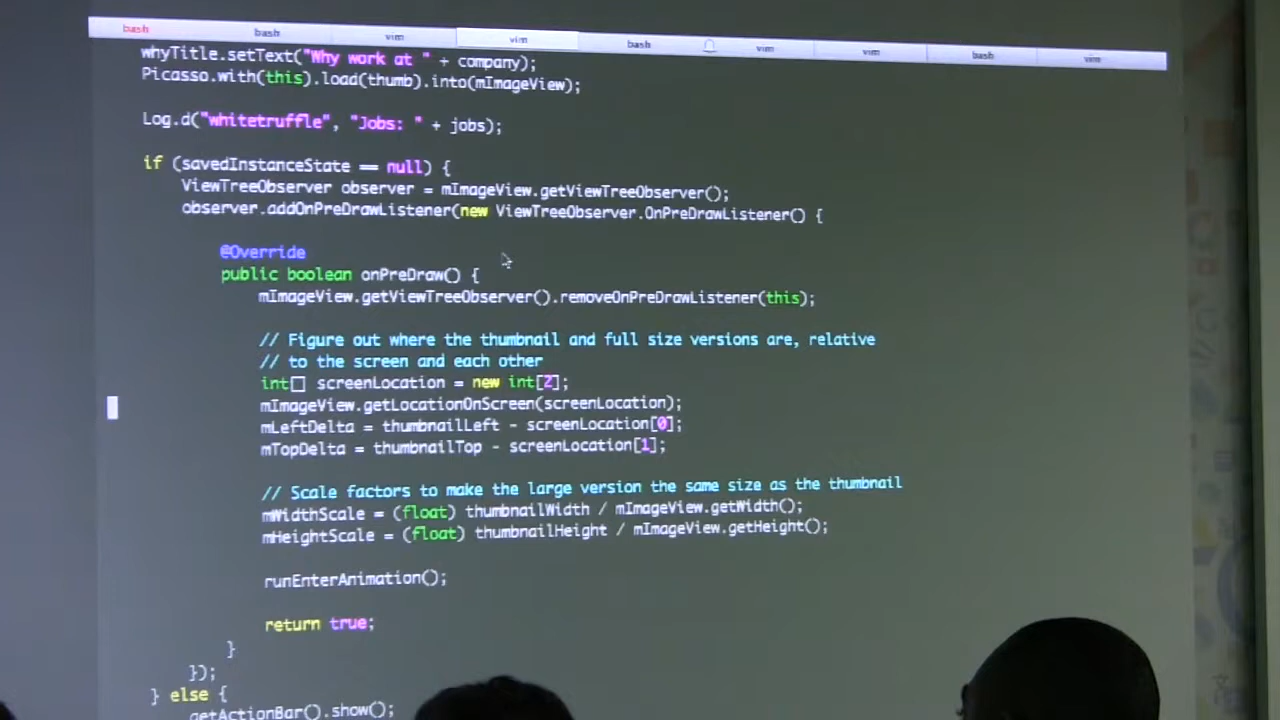 bash bash vim vim bash vim vim bash vim
whyTitle.setText("Why work at " + company);
Picasso.with(this).load(thumb).into(mImageView);
Log.d("whitetruffle", "Jobs: " + jobs);
if (savedInstanceState == null) {
ViewTreeObserver observer = mImageView.getViewTreeObserver();
observer.addOnPreDrawListener(new ViewTreeObserver.OnPreDrawListener() {
@Override
public boolean onPreDraw() {
mImageView.getViewTreeObserver().removeOnPreDrawListener(this);
// Figure out where the thumbnail and full size versions are, relative
// to the screen and each other
int[] screenLocation = new int[2];
mImageView.getLocationOnScreen(screenLocation);
mLeftDelta = thumbnailLeft - screenLocation[0];
mTopDelta = thumbnailTop - screenLocation[1];
// Scale factors to make the large version the same size as the thumbnail
mWidthScale = (float) thumbnailWidth / mImageView.getWidth();
mHeightScale = (float) thumbnailHeight / mImageView.getHeight();
runEnterAnimation();
return true;
}
});
} else {
getActionBar().show();